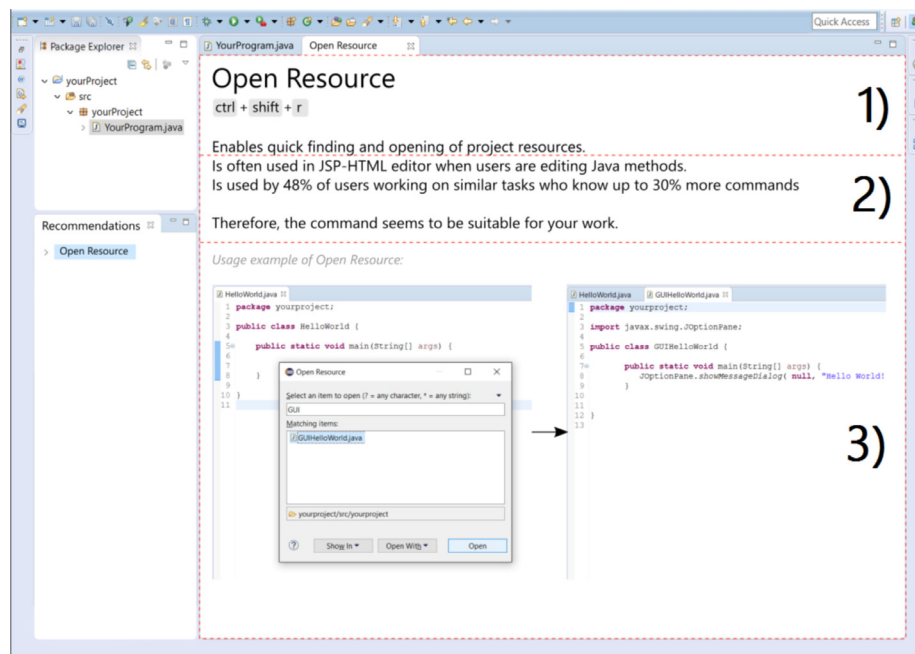 Quick Access
Package Explorer
yourProject
src
yourProject
YourProgram.java
Recommendations
Open Resource
YourProgram.java
Open Resource
Open Resource
ctrl + shift + r
1)
Enables quick finding and opening of project resources.
Is often used in JSP-HTML editor when users are editing Java methods.
Is used by 48% of users working on similar tasks who know up to 30% more commands
2)
Therefore, the command seems to be suitable for your work.
Usage example of Open Resource:
HelloWorld.java
1 package yourproject;
2
3 public class HelloWorld {
4
5 public static void main(String[] args) {
6
7
8 }
9
10 }
11
Open Resource
Select an item to open (? = any character, * = any string):
GUI
Matching items:
GUIHelloWorld.java
yourproject/src/yourproject
Show In
Open With
Open
HelloWorld.java GUIHelloWorld.java
1 package yourproject;
2
3 import javax.swing.JOptionPane;
4
5 public class GUIHelloWorld {
6
7 public static void main(String[] args) {
8 JOptionPane.showMessageDialog( null, "Hello World!
9 }
10
11
12 }
13
3)